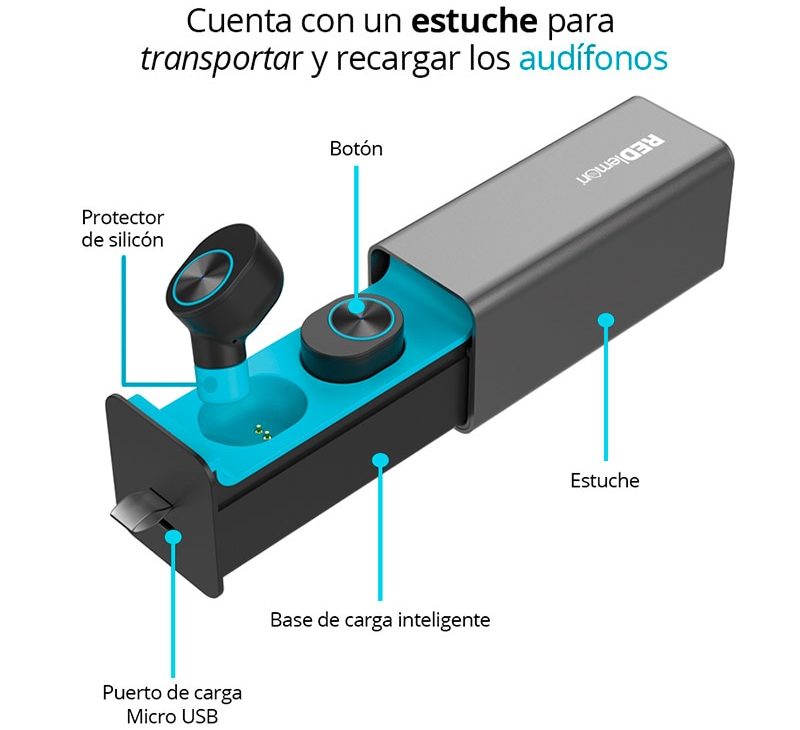 Cuenta con un estuche para
transportar y recargar los audífonos
Botón
REDlemon
Protector
de silicón
Estuche
Base de carga inteligente
Puerto de carga
Micro USB